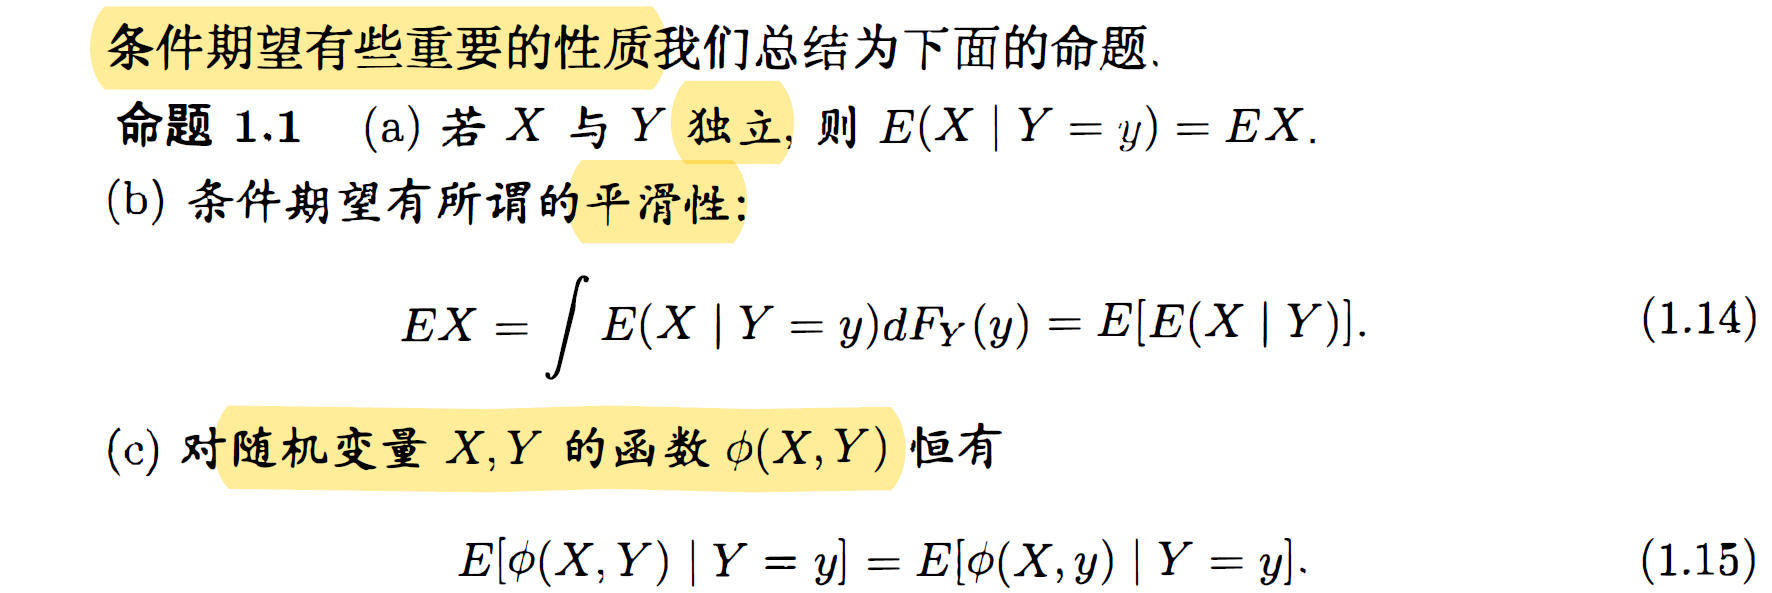 条件期望有些重要的性质我们总结为下面的命题.
命题 1.1 (a) 若 X 与 Y 独立, 则 E(X | Y = y) = EX.
(b) 条件期望有所谓的平滑性:
EX = ∫ E(X | Y = y)dF_Y(y) = E[E(X | Y)]. (1.14)
(c) 对随机变量 X, Y 的函数 ϕ(X, Y) 恒有
E[ϕ(X, Y) | Y = y] = E[ϕ(X, y) | Y = y]. (1.15)